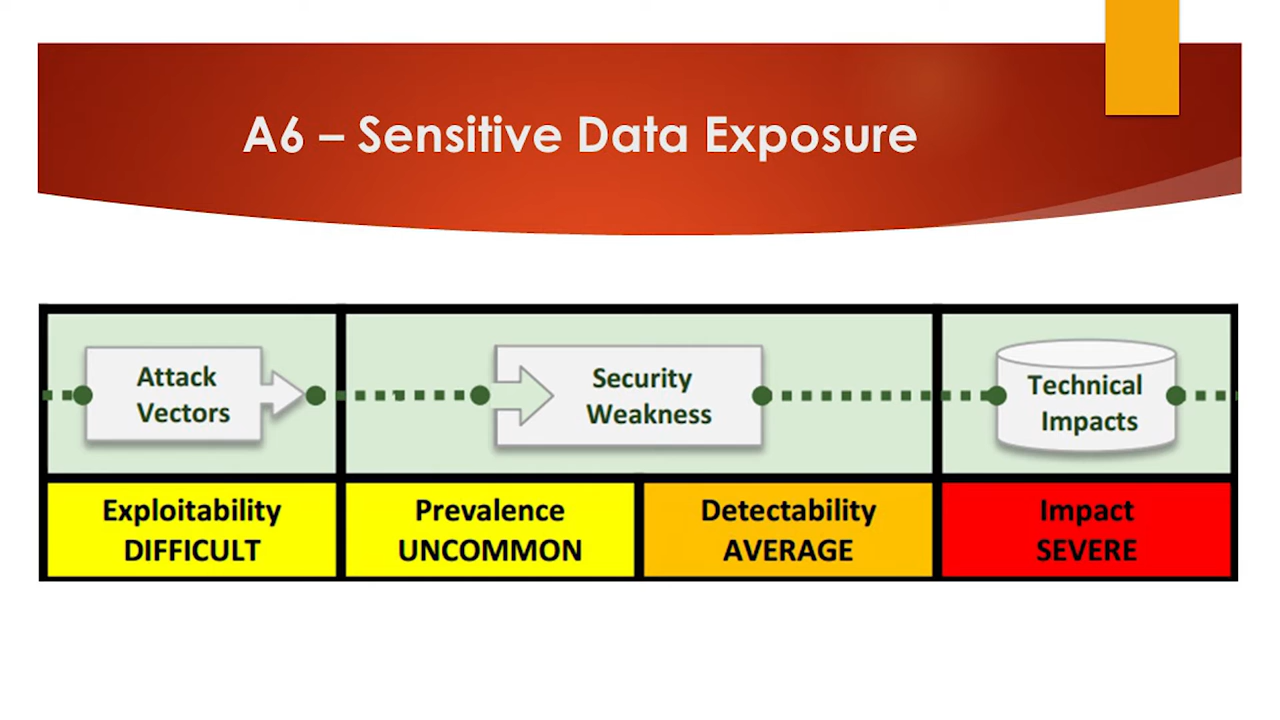 A6 – Sensitive Data Exposure
Attack
Vectors
Security
Weakness
Technical
Impacts
Exploitability
DIFFICULT
Prevalence
UNCOMMON
Detectability
AVERAGE
Impact
SEVERE